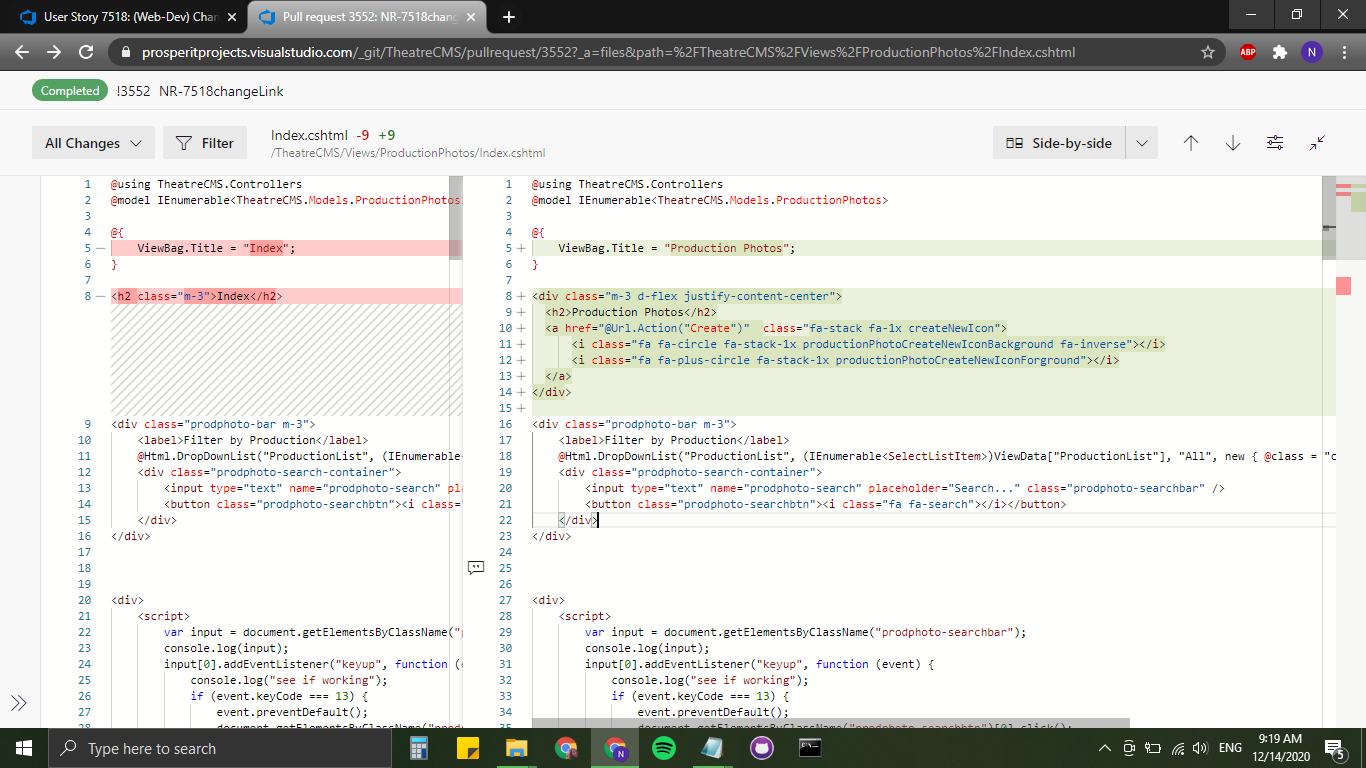 User Story 7518: (Web-Dev) Chan
Pull request 3552: NR-7518chang
prosperitprojects.visualstudio.com/_git/TheatreCMS/pullrequest/3552?_a=files&path=%2FTheatreCMS%2FViews%2FProductionPhotos%2FIndex.cshtml
ABP
N
Completed !3552 NR-7518changeLink
All Changes
Filter
Index.cshtml -9 +9
/TheatreCMS/Views/ProductionPhotos/Index.cshtml
Side-by-side
1 @using TheatreCMS.Controllers
2 @model IEnumerable<TheatreCMS.Models.ProductionPhotos
3
4 @{
5 — ViewBag.Title = "Index";
6 }
7
8 — <h2 class="m-3">Index</h2>
9 <div class="prodphoto-bar m-3">
10 <label>Filter by Production</label>
11 @Html.DropDownList("ProductionList", (IEnumerable
12 <div class="prodphoto-search-container">
13 <input type="text" name="prodphoto-search" pla
14 <button class="prodphoto-searchbtn"><i class=
15 </div>
16 </div>
17
18
19
20 <div>
21 <script>
22 var input = document.getElementsByClassName("p
23 console.log(input);
24 input[0].addEventListener("keyup", function (e
25 console.log("see if working");
26 if (event.keyCode === 13) {
27 event.preventDefault();
28 document.getElementsByClassName("prod
1 @using TheatreCMS.Controllers
2 @model IEnumerable<TheatreCMS.Models.ProductionPhotos>
3
4 @{
5 + ViewBag.Title = "Production Photos";
6 }
7
8 + <div class="m-3 d-flex justify-content-center">
9 + <h2>Production Photos</h2>
10 + <a href="@Url.Action("Create")" class="fa-stack fa-1x createNewIcon">
11 + <i class="fa fa-circle fa-stack-1x productionPhotoCreateNewIconBackground fa-inverse"></i>
12 + <i class="fa fa-plus-circle fa-stack-1x productionPhotoCreateNewIconForground"></i>
13 + </a>
14 + </div>
15 +
16 <div class="prodphoto-bar m-3">
17 <label>Filter by Production</label>
18 @Html.DropDownList("ProductionList", (IEnumerable<SelectListItem>)ViewData["ProductionList"], "All", new { @class = "c
19 <div class="prodphoto-search-container">
20 <input type="text" name="prodphoto-search" placeholder="Search..." class="prodphoto-searchbar" />
21 <button class="prodphoto-searchbtn"><i class="fa fa-search"></i></button>
22 </div>
23 </div>
24
25
26
27 <div>
28 <script>
29 var input = document.getElementsByClassName("prodphoto-searchbar");
30 console.log(input);
31 input[0].addEventListener("keyup", function (event) {
32 console.log("see if working");
33 if (event.keyCode === 13) {
34 event.preventDefault();
35 document.getElementsByClassName("prodphoto-searchbtn")[0].click();
Type here to search
N
ENG
9:19 AM
12/14/2020
5